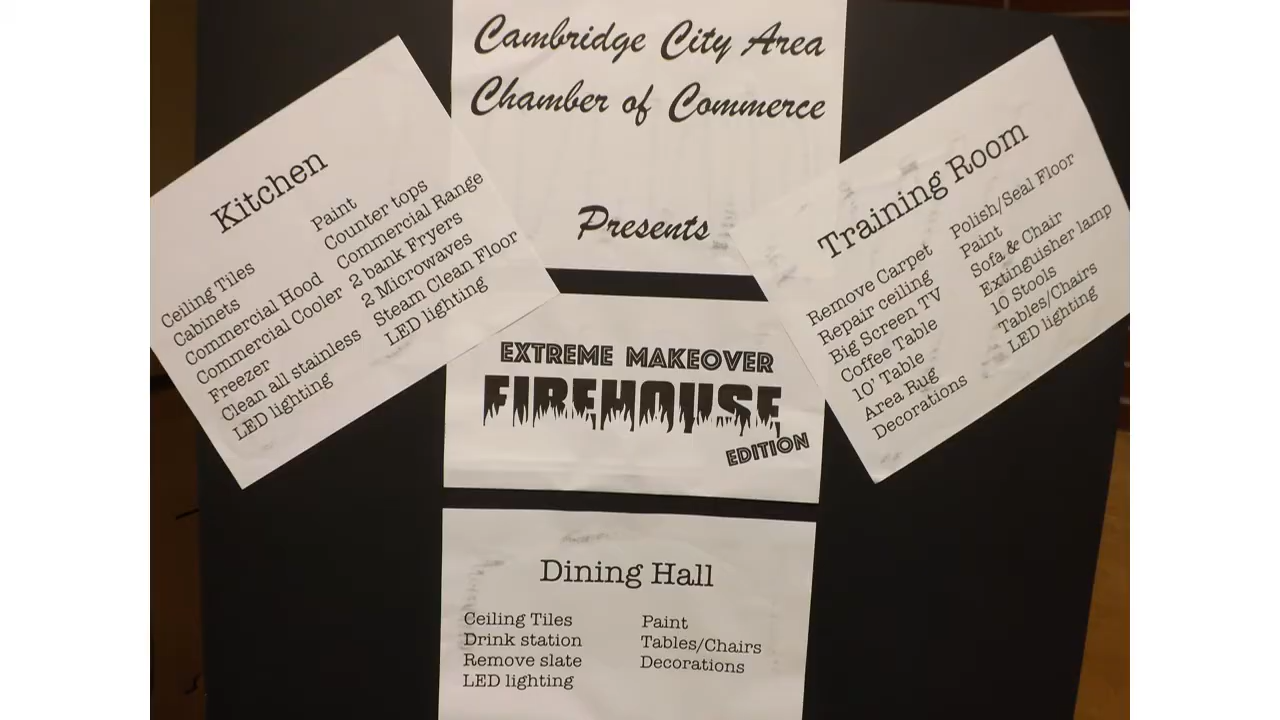 Cambridge City Area
Chamber of Commerce
Presents
Kitchen
Ceiling Tiles
Cabinets
Commercial Hood
Commercial Cooler
Freezer
Clean all stainless
LED lighting
Paint
Counter tops
Commercial Range
2 bank Fryers
2 Microwaves
Steam Clean Floor
LED lighting
Training Room
Remove Carpet
Repair ceiling
Big Screen TV
Coffee Table
10' Table
Area Rug
Decorations
Polish/Seal Floor
Paint
Sofa & Chair
Extinguisher lamp
10 Stools
Tables/Chairs
LED lighting
EXTREME MAKEOVER
FIREHOUSE
EDITION
Dining Hall
Ceiling Tiles
Drink station
Remove slate
LED lighting
Paint
Tables/Chairs
Decorations